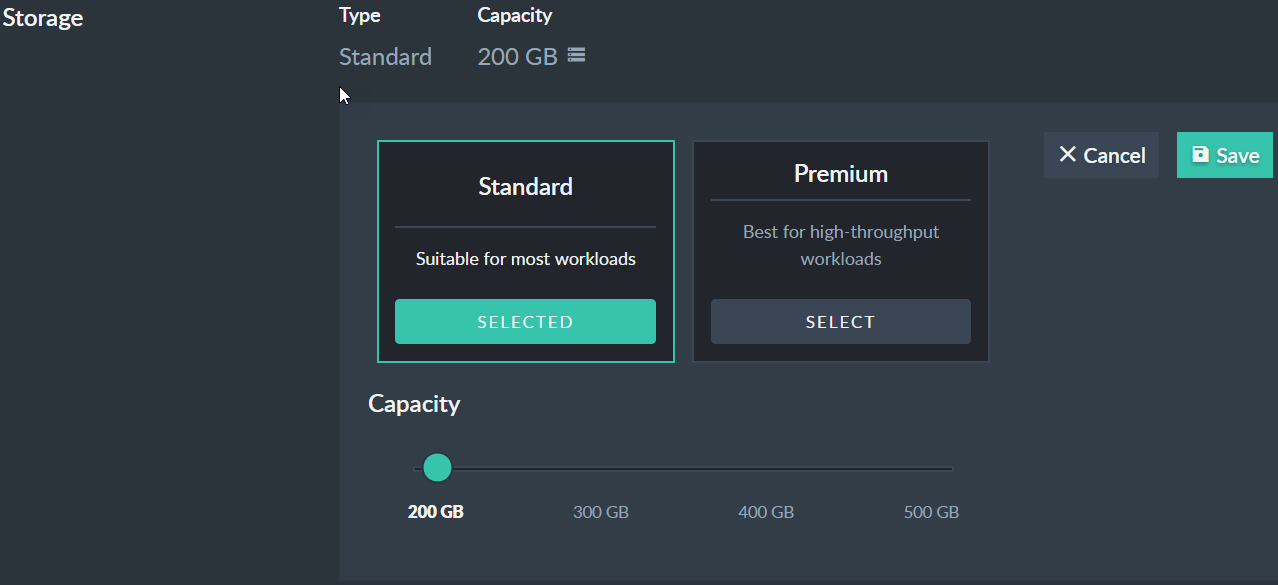 Storage
Type
Capacity
Standard
200 GB
Cancel
Save
Standard
Suitable for most workloads
SELECTED
Premium
Best for high-throughput
workloads
SELECT
Capacity
200 GB
300 GB
400 GB
500 GB